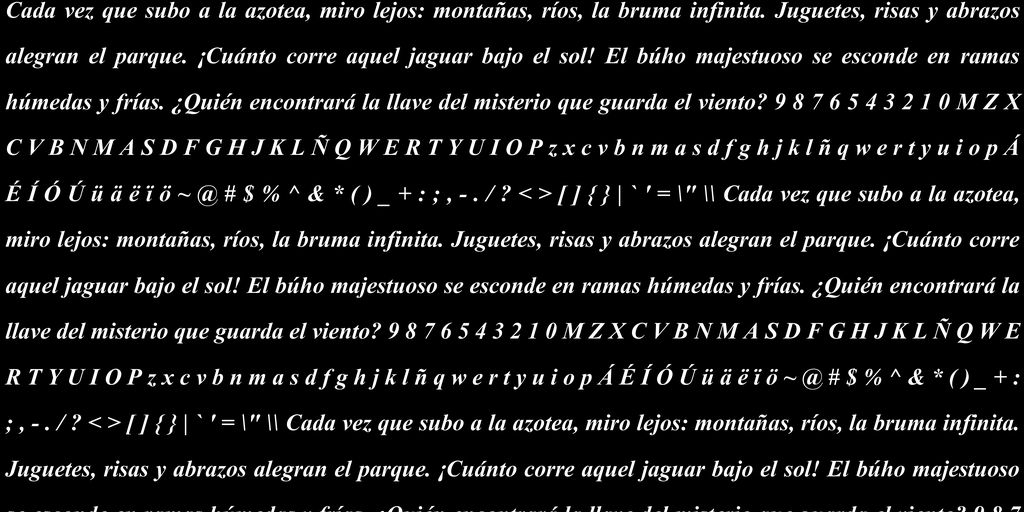 Cada vez que subo a la azotea, miro lejos: montañas, ríos, la bruma infinita. Juguetes, risas y abrazos
alegran el parque. ¡Cuánto corre aquel jaguar bajo el sol! El búho majestuoso se esconde en ramas
húmedas y frías. ¿Quién encontrará la llave del misterio que guarda el viento? 9 8 7 6 5 4 3 2 1 0 M Z X
C V B N M A S D F G H J K L Ñ Q W E R T Y U I O P z x c v b n m a s d f g h j k l ñ q w e r t y u i o p Á
É Í Ó Ú ü ä ë ï ö ~ @ # $ % ^ & * ( ) _ + : ; , - . / ? < > [ ] { } | ` ' = \" \\ Cada vez que subo a la azotea,
miro lejos: montañas, ríos, la bruma infinita. Juguetes, risas y abrazos alegran el parque. ¡Cuánto corre
aquel jaguar bajo el sol! El búho majestuoso se esconde en ramas húmedas y frías. ¿Quién encontrará la
llave del misterio que guarda el viento? 9 8 7 6 5 4 3 2 1 0 M Z X C V B N M A S D F G H J K L Ñ Q W E
R T Y U I O P z x c v b n m a s d f g h j k l ñ q w e r t y u i o p Á É Í Ó Ú ü ä ë ï ö ~ @ # $ % ^ & * ( ) _ + :
; , - . / ? < > [ ] { } | ` ' = \" \\ Cada vez que subo a la azotea, miro lejos: montañas, ríos, la bruma infinita.
Juguetes, risas y abrazos alegran el parque. ¡Cuánto corre aquel jaguar bajo el sol! El búho majestuoso